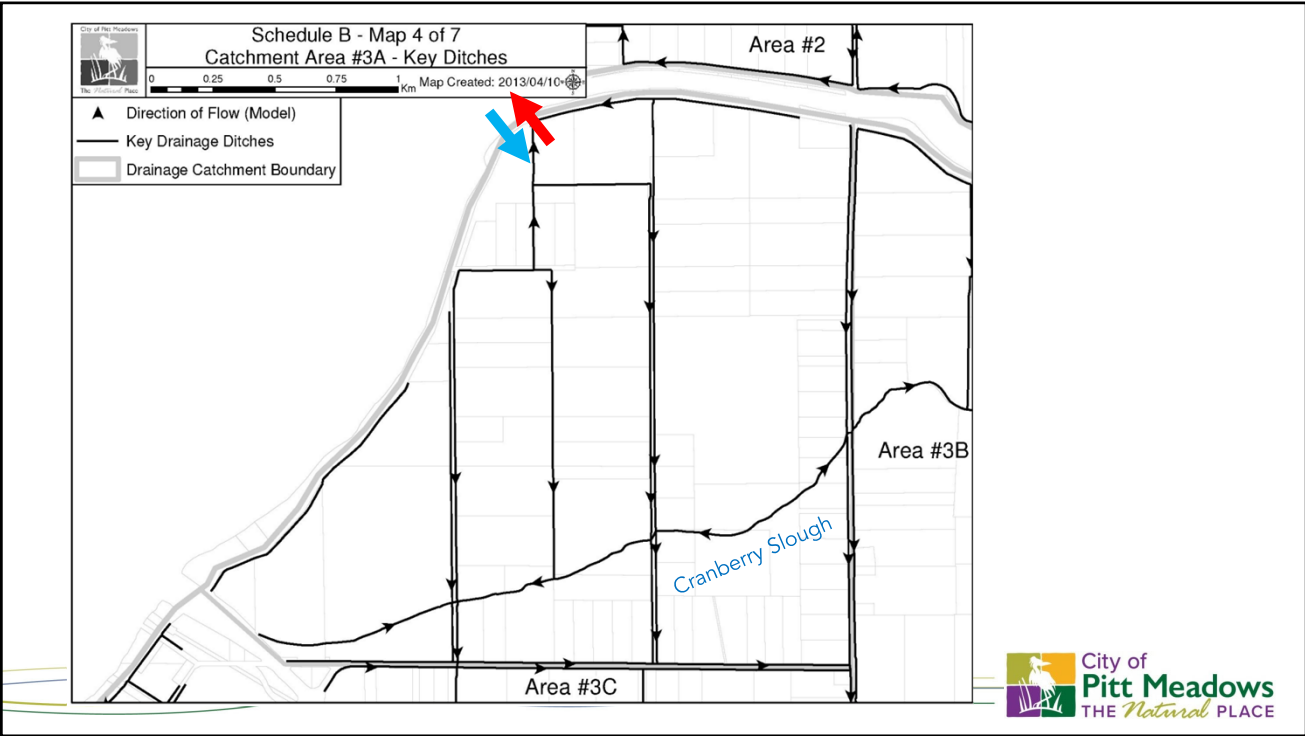 City of Pitt Meadows
The Natural Place
Schedule B - Map 4 of 7
Catchment Area #3A - Key Ditches
0 0.25 0.5 0.75 1
Km
Map Created: 2013/04/10
Direction of Flow (Model)
Key Drainage Ditches
Drainage Catchment Boundary
Area #2
Area #3B
Cranberry Slough
Area #3C
City of
Pitt Meadows
THE Natural PLACE